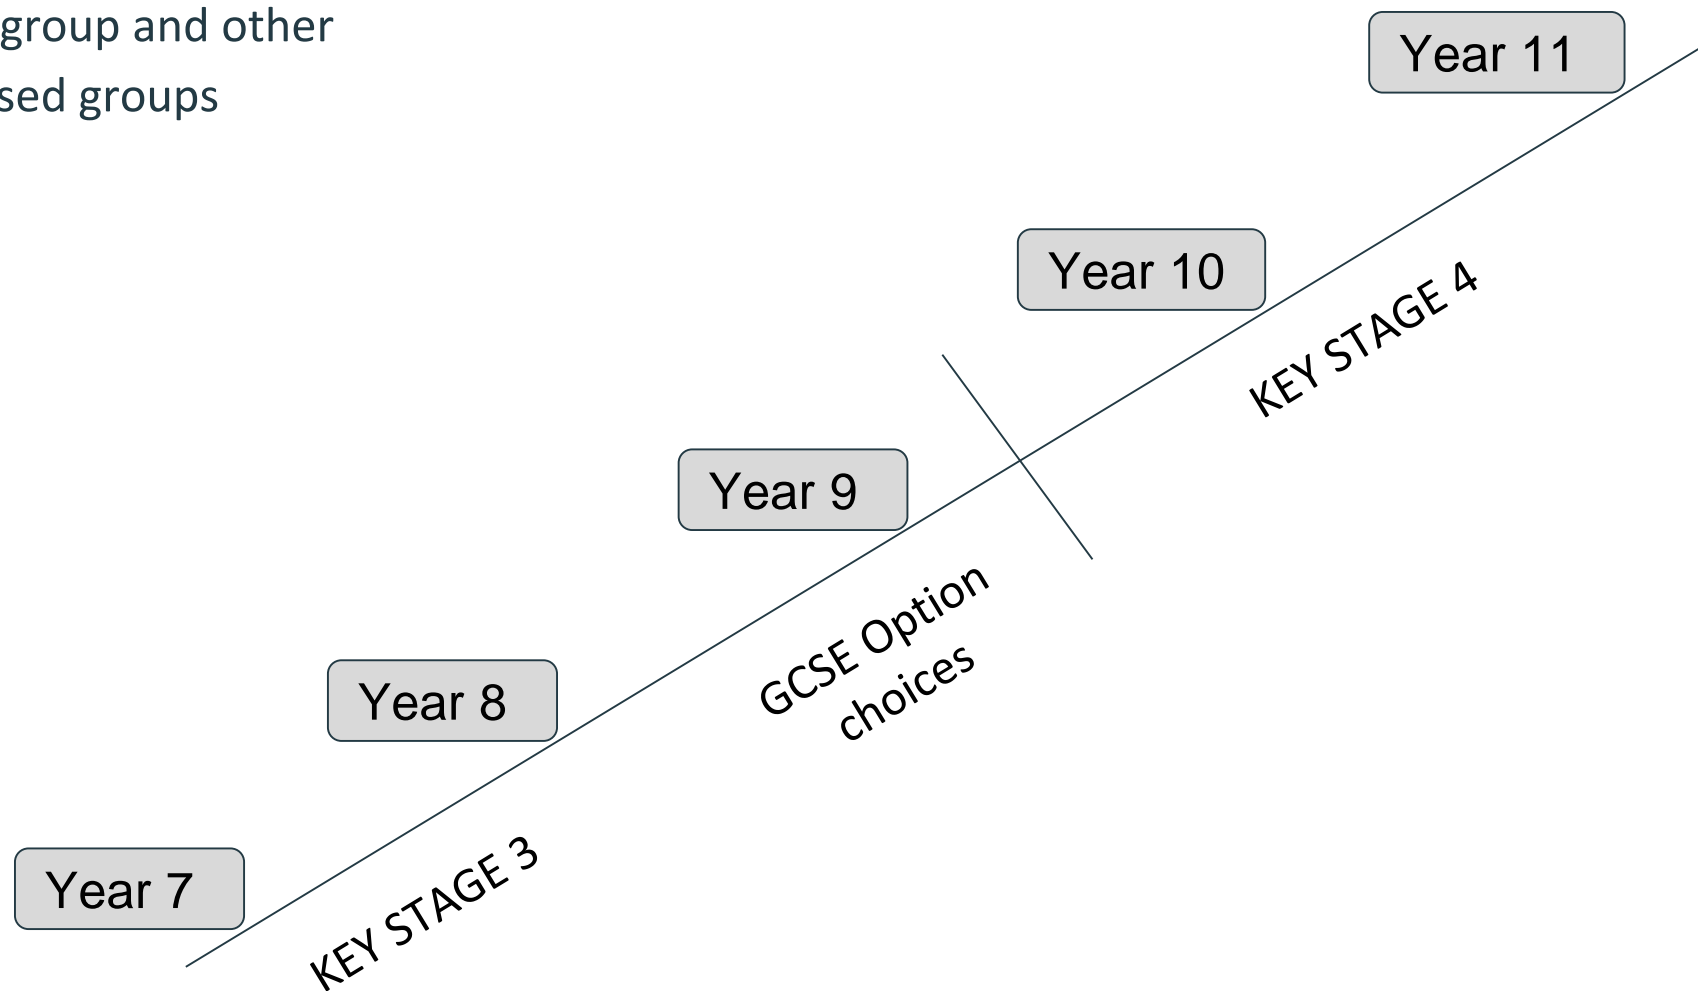 group and other
sed groups
Year 11
Year 10
KEY STAGE 4
Year 9
GCSE Option
choices
Year 8
KEY STAGE 3
Year 7